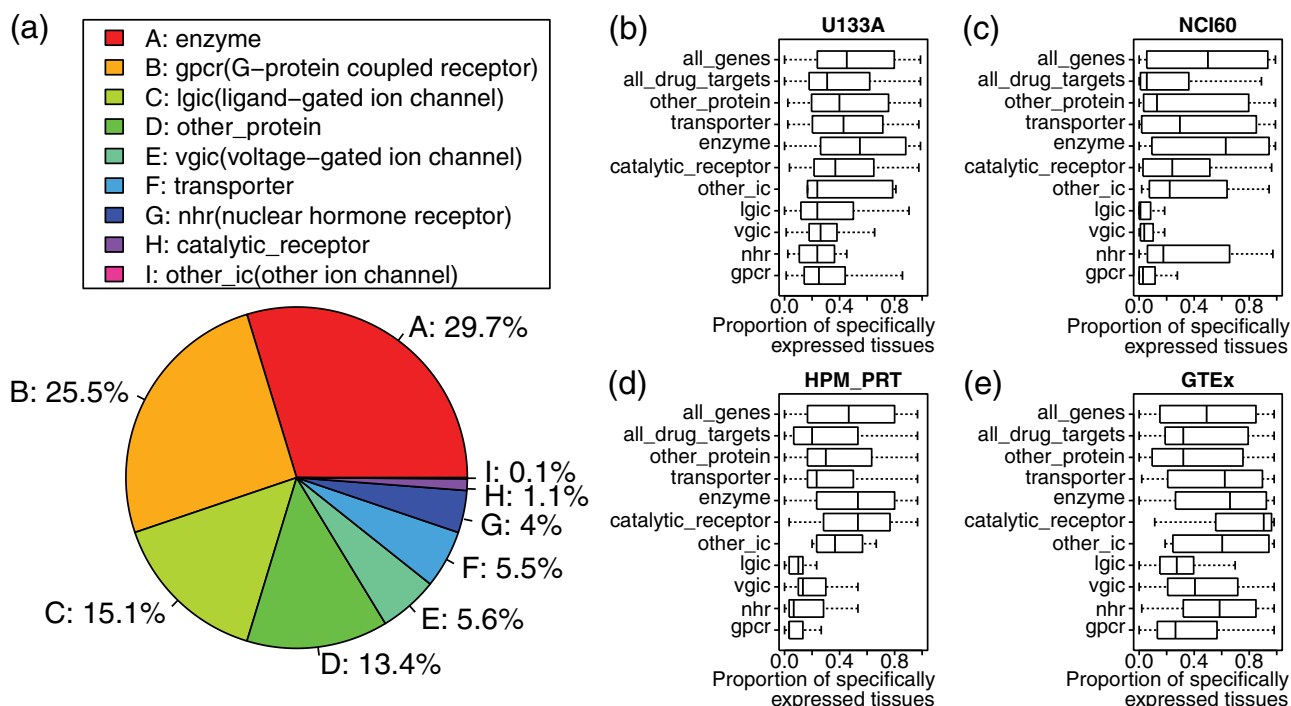 (a)
A: enzyme
B: gpcr(G-protein coupled receptor)
C: lgic(ligand-gated ion channel)
D: other_protein
E: vgic(voltage-gated ion channel)
F: transporter
G: nhr(nuclear hormone receptor)
H: catalytic_receptor
I: other_ic(other ion channel)
A: 29.7%
B: 25.5%
I: 0.1%
H: 1.1%
G: 4%
F: 5.5%
E: 5.6%
C: 15.1%
D: 13.4%
(b)
U133A
all_genes
all_drug_targets
other_protein
transporter
enzyme
catalytic_receptor
other_ic
lgic
vgic
nhr
gpcr
0.0 0.4 0.8
Proportion of specifically
expressed tissues
(c)
NCI60
all_genes
all_drug_targets
other_protein
transporter
enzyme
catalytic_receptor
other_ic
lgic
vgic
nhr
gpcr
0.0 0.4 0.8
Proportion of specifically
expressed tissues
(d)
HPM_PRT
all_genes
all_drug_targets
other_protein
transporter
enzyme
catalytic_receptor
other_ic
lgic
vgic
nhr
gpcr
0.0 0.4 0.8
Proportion of specifically
expressed tissues
(e)
GTEx
all_genes
all_drug_targets
other_protein
transporter
enzyme
catalytic_receptor
other_ic
lgic
vgic
nhr
gpcr
0.0 0.4 0.8
Proportion of specifically
expressed tissues